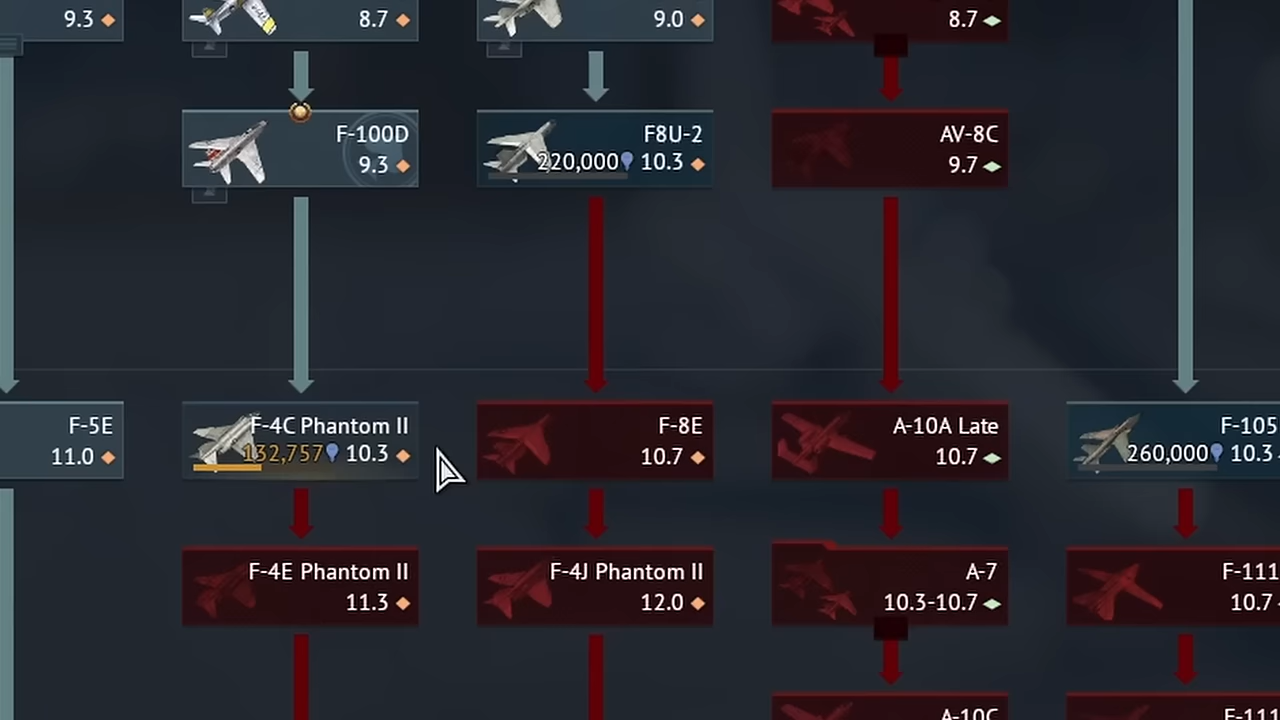 9.3
8.7
9.0
8.7
F-100D
9.3
F8U-2
220,000 10.3
AV-8C
9.7
F-5E
11.0
F-4C Phantom II
132,757 10.3
F-8E
10.7
A-10A Late
10.7
F-105
260,000 10.3
F-4E Phantom II
11.3
F-4J Phantom II
12.0
A-7
10.3-10.7
F-111
10.7
A-10C
F-111